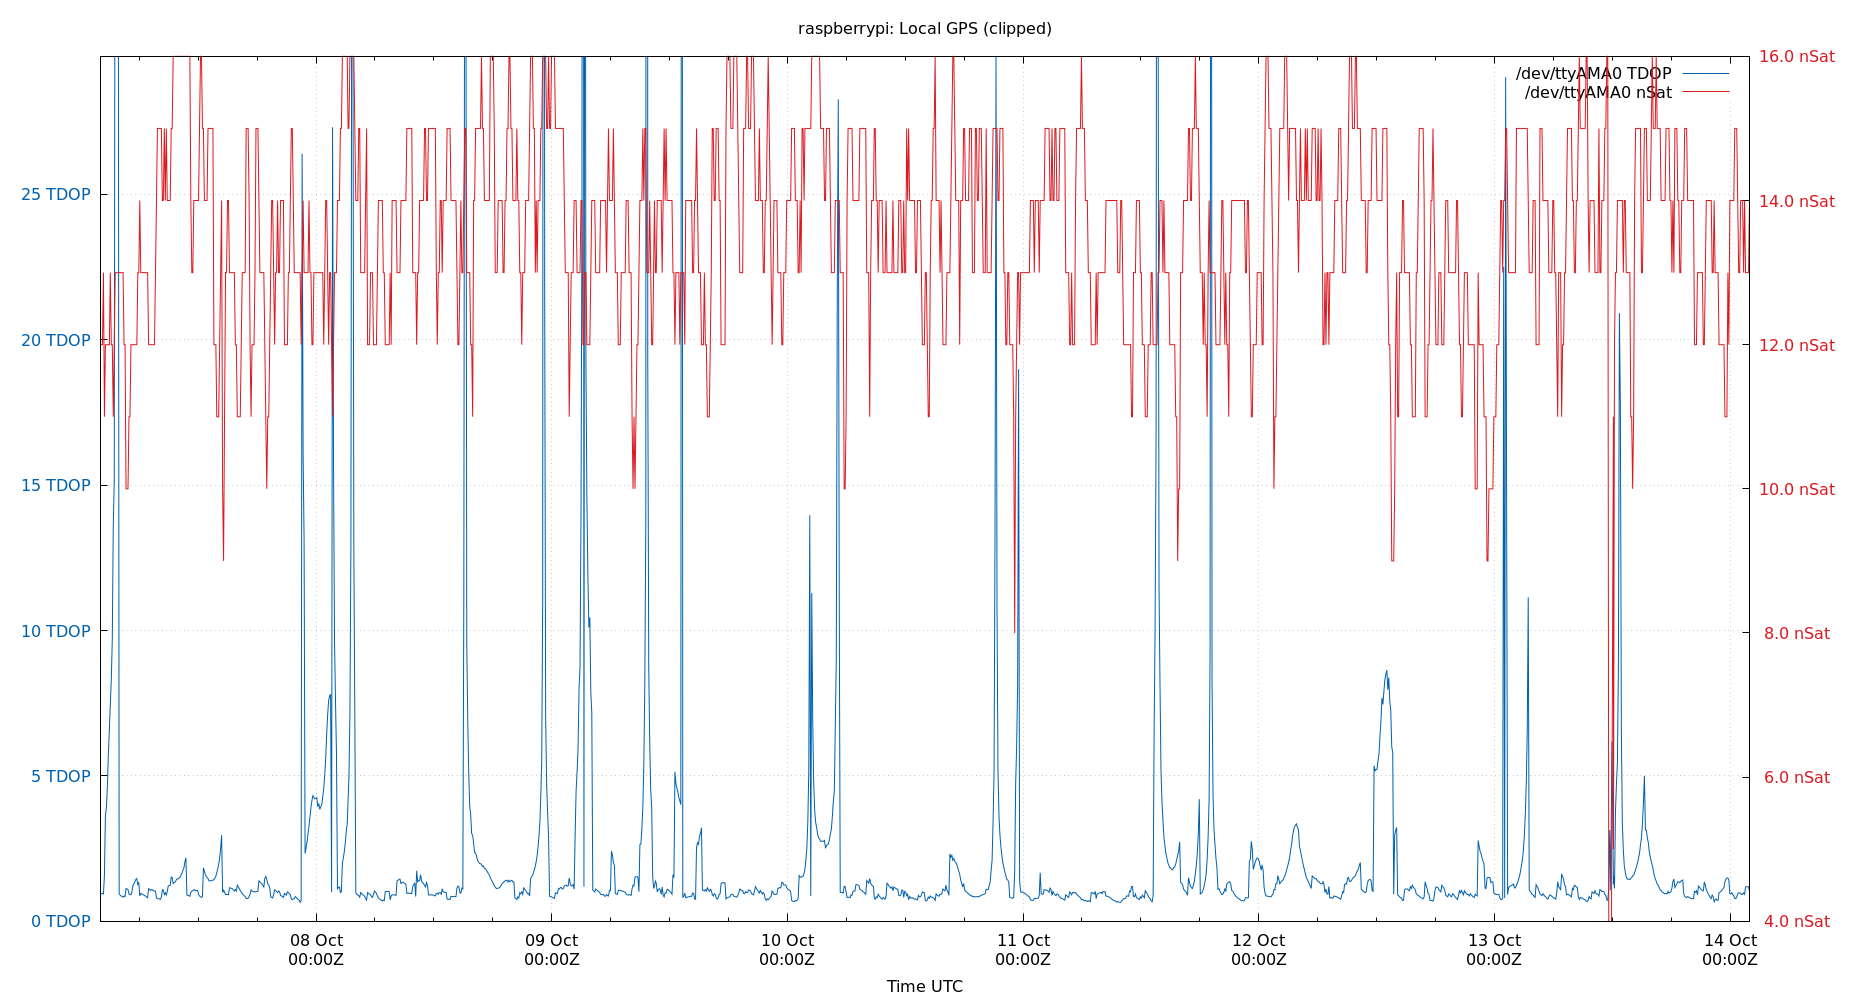 raspberrypi: Local GPS (clipped)
16.0 nSat
/dev/ttyAMA0 TDOP
/dev/ttyAMA0 nSat
25 TDOP
14.0 nSat
20 TDOP
12.0 nSat
15 TDOP
10.0 nSat
10 TDOP
8.0 nSat
5 TDOP
6.0 nSat
0 TDOP
4.0 nSat
08 Oct 09 Oct 10 Oct 11 Oct 12 Oct 13 Oct 14 Oct
00:00Z 00:00Z 00:00Z 00:00Z 00:00Z 00:00Z 00:00Z
Time UTC